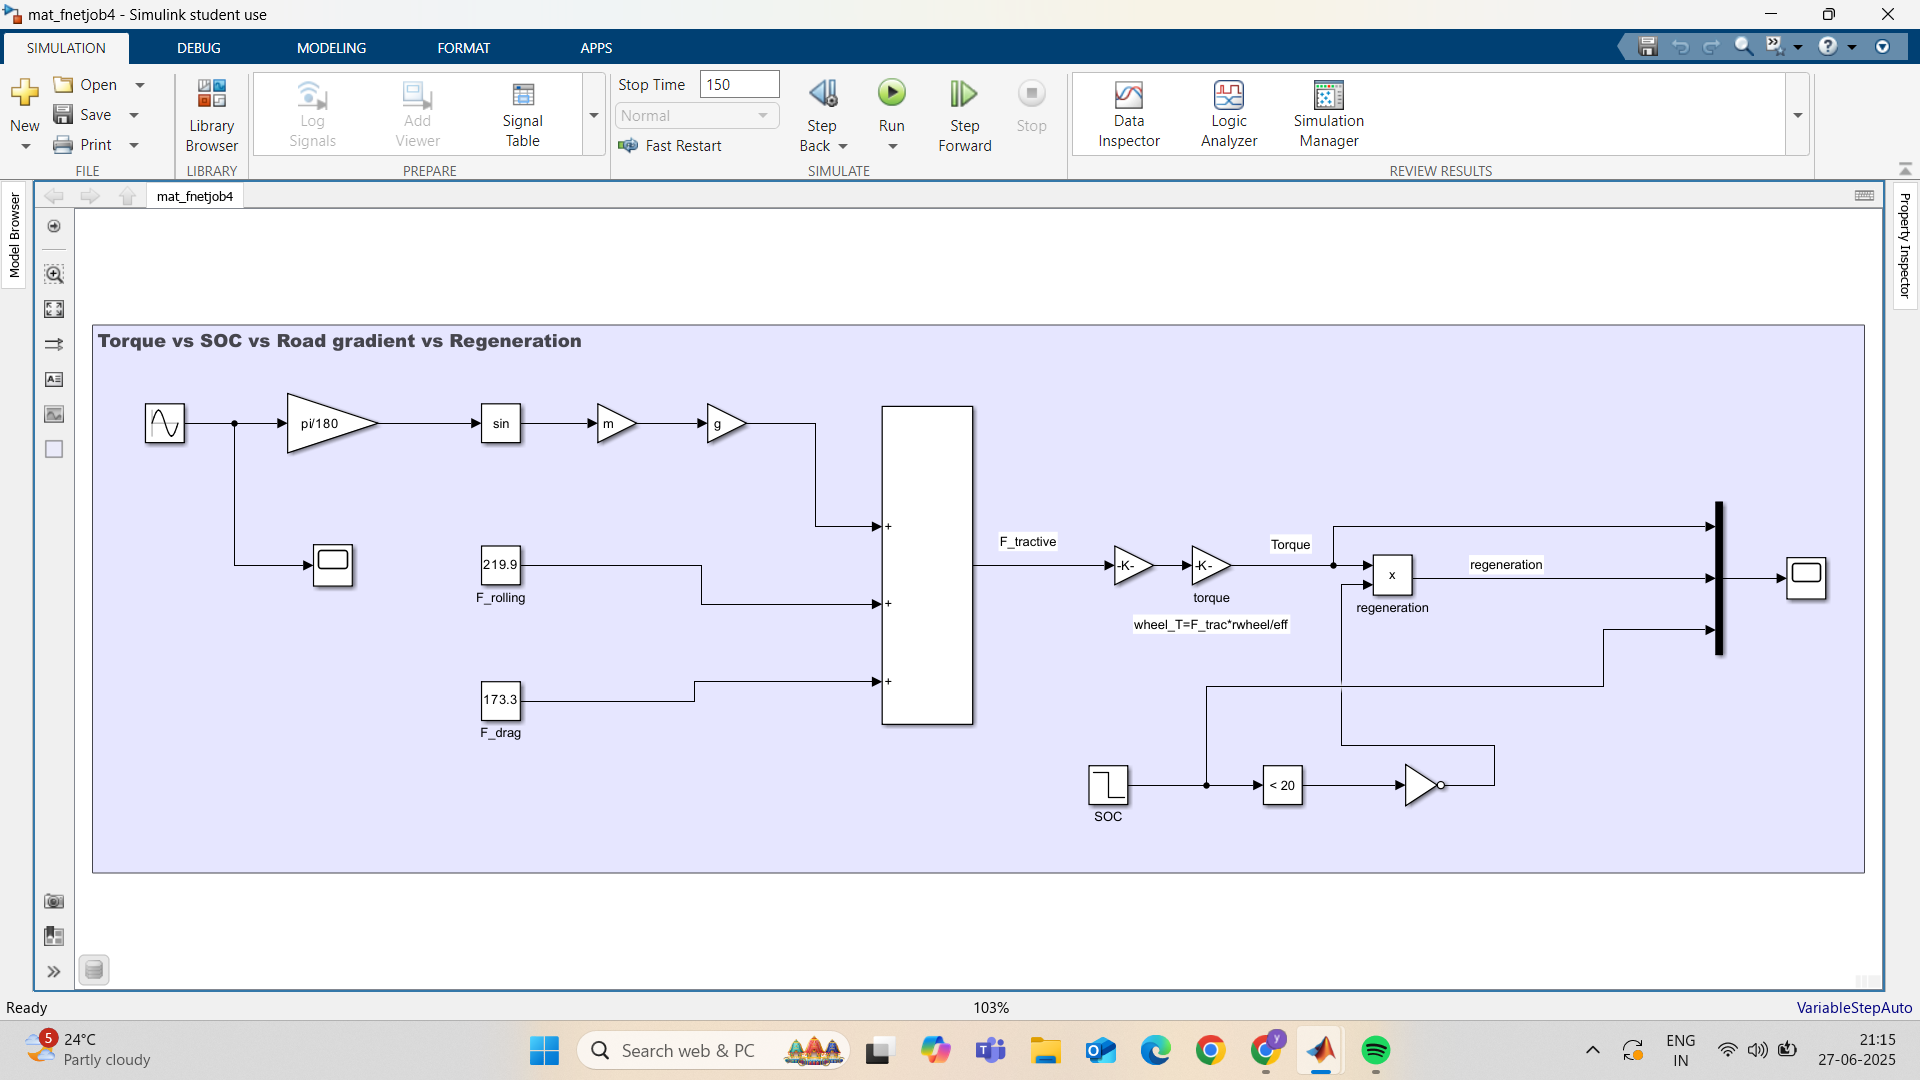 mat_fnetjob4 - Simulink student use
SIMULATION
DEBUG
MODELING
FORMAT
APPS
New
Open
Save
Print
FILE
Library
Browser
LIBRARY
Log
Signals
Add
Viewer
Signal
Table
PREPARE
Stop Time 150
Normal
Fast Restart
Step
Back
Run
Step
Forward
Stop
SIMULATE
Data
Inspector
Logic
Analyzer
Simulation
Manager
REVIEW RESULTS
Model Browser
mat_fnetjob4
Property Inspector
Torque vs SOC vs Road gradient vs Regeneration
pi/180
sin
m
g
+
219.9
F_rolling
+
173.3
F_drag
+
F_tractive
-K-
-K-
torque
wheel_T=F_trac*rwheel/eff
Torque
x
regeneration
regeneration
SOC
< 20
Ready
103%
VariableStepAuto
5
24°C
Partly cloudy
Search web & PC
y
ENG
IN
21:15
27-06-2025